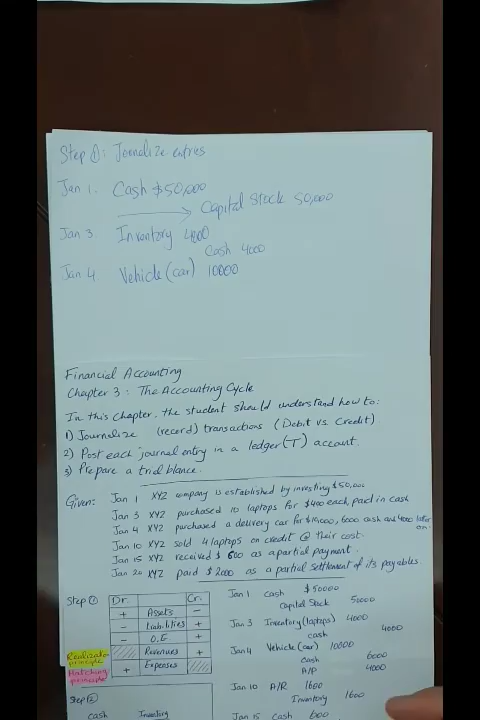 Step ①: Jornalize entries
Jan 1. Cash $50,000
Capital Stock 50,000
Jan 3 Inventory 4000
Cash 4000
Jan 4 Vehicle (car) 10000
Financial Accounting
Chapter 3: The Accounting Cycle
In this chapter, the student should understand how to:
1) Journalize (record) transactions (Debit vs. Credit)
2) Post each journal entry in a ledger (T) account.
3) Prepare a trial blance.
Given: Jan 1 XYZ company is established by investing $50,000
Jan 3 XYZ purchased 10 laptops for $400 each, paid in cash
Jan 4 XYZ purchased a delivery car for $10,000, 6000 cash and 4000 later on.
Jan 10 XYZ sold 4 laptops on credit @ their cost.
Jan 15 XYZ received $ 600 as a partial payment.
Jan 20 XYZ paid $ 2000 as a partial settlement of its payables
Step ①
Dr. Cr.
+ Assets -
- Liabilities +
- O.E +
Revenues +
+ Expenses
Realization principle
Matching principle
Jan 1 cash $50000
Capital Stock 50000
Jan 3 Inventory (laptops) 4000
cash 4000
Jan 4 Vehicle (car) 10000
Cash 6000
A/P 4000
Jan 10 A/R 1600
Inventory 1600
Jan 15 cash 600
Step ②
cash Inventory